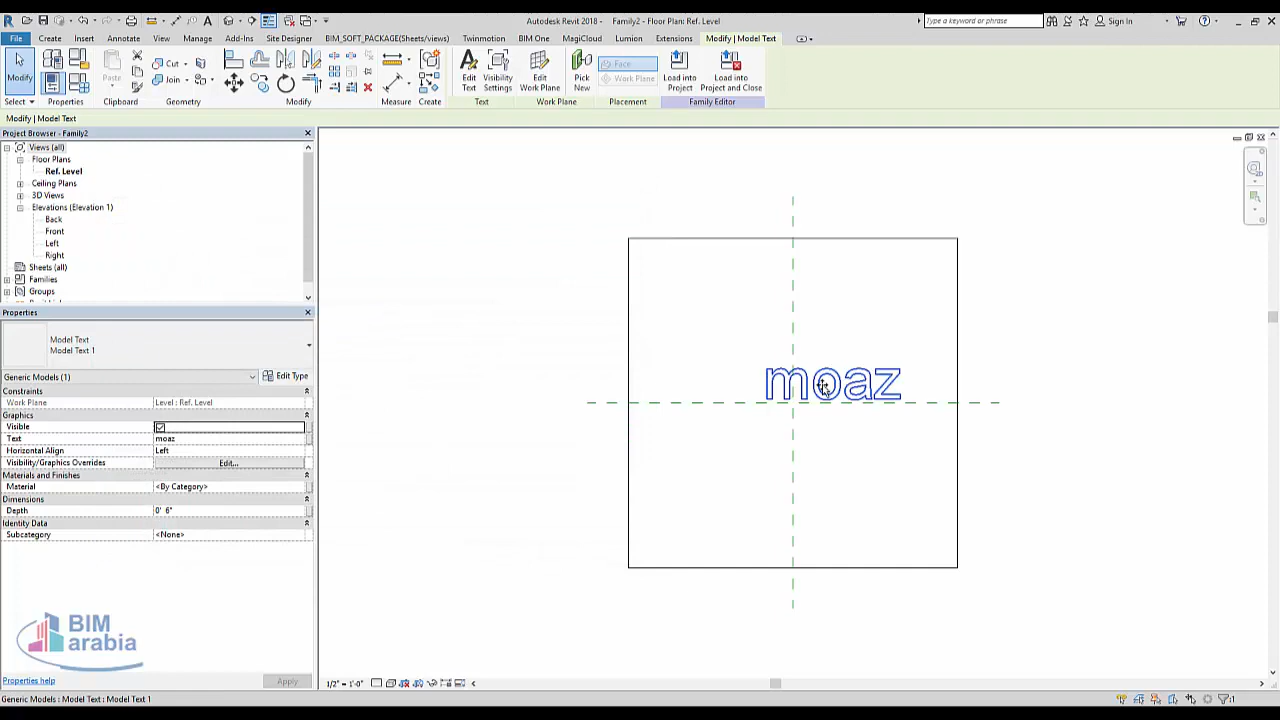 Autodesk Revit 2018 - Family2 - Floor Plan: Ref. Level
Type a keyword or phrase
Sign In
File Create Insert Annotate View Manage Add-Ins Site Designer BIM_SOFT_PACKAGE(Sheets/views) Twinmotion BIM One MagiCloud Lumion Extensions Modify | Model Text
Modify
Paste
Cut
Join
Edit Text
Visibility Settings
Edit Work Plane
Pick New
Face
Work Plane
Load into Project
Load into Project and Close
Select Properties Clipboard Geometry Modify Measure Create Text Work Plane Placement Family Editor
Modify | Model Text
Project Browser - Family2
Views (all)
Floor Plans
Ref. Level
Ceiling Plans
3D Views
Elevations (Elevation 1)
Back
Front
Left
Right
Sheets (all)
Families
Groups
Properties
Model Text
Model Text 1
Generic Models (1) Edit Type
Constraints
Work Plane Level : Ref. Level
Graphics
Visible
Text moaz
Horizontal Align Left
Visibility/Graphics Overrides Edit...
Materials and Finishes
Material <By Category>
Dimensions
Depth 0' 6"
Identity Data
Subcategory <None>
moaz
BIM
arabia
Properties help Apply
1/2" = 1'-0"
Generic Models : Model Text : Model Text 1
:1